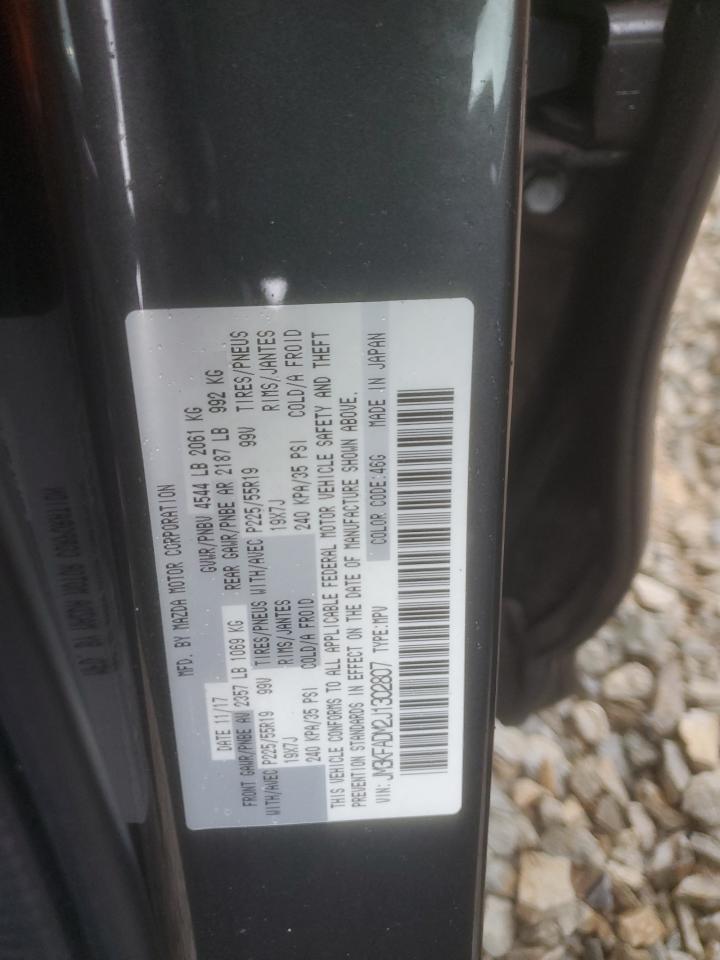 MFD. BY MAZDA MOTOR CORPORATION
DATE 11/17 GVWR/PNBV 4544 LB 2061 KG
FRONT GAWR/PNBE AV 2357 LB 1069 KG REAR GAWR/PNBE AR 2187 LB 992 KG
WITH/AVEC P225/55R19 99V TIRES/PNEUS WITH/AVEC P225/55R19 99V TIRES/PNEUS
19X7J RIMS/JANTES 19X7J RIMS/JANTES
240 KPA/35 PSI COLD/A FROID 240 KPA/35 PSI COLD/A FROID
THIS VEHICLE CONFORMS TO ALL APPLICABLE FEDERAL MOTOR VEHICLE SAFETY AND THEFT
PREVENTION STANDARDS IN EFFECT ON THE DATE OF MANUFACTURE SHOWN ABOVE.
VIN: JM3KFADM2J1302807 TYPE:MPV COLOR CODE:46G MADE IN JAPAN